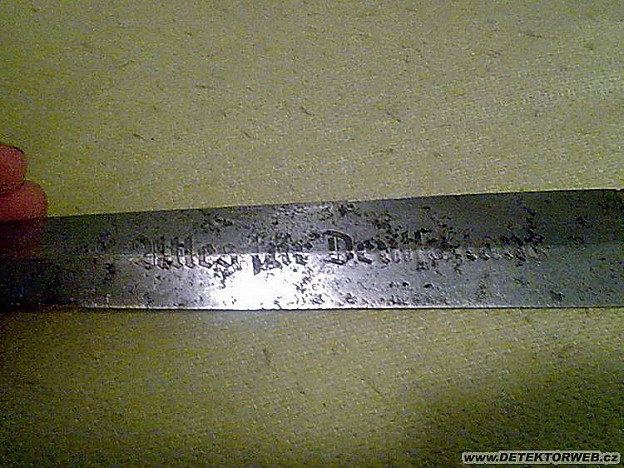 Alles für Deutschland
www.DETEKTORWEB.cz